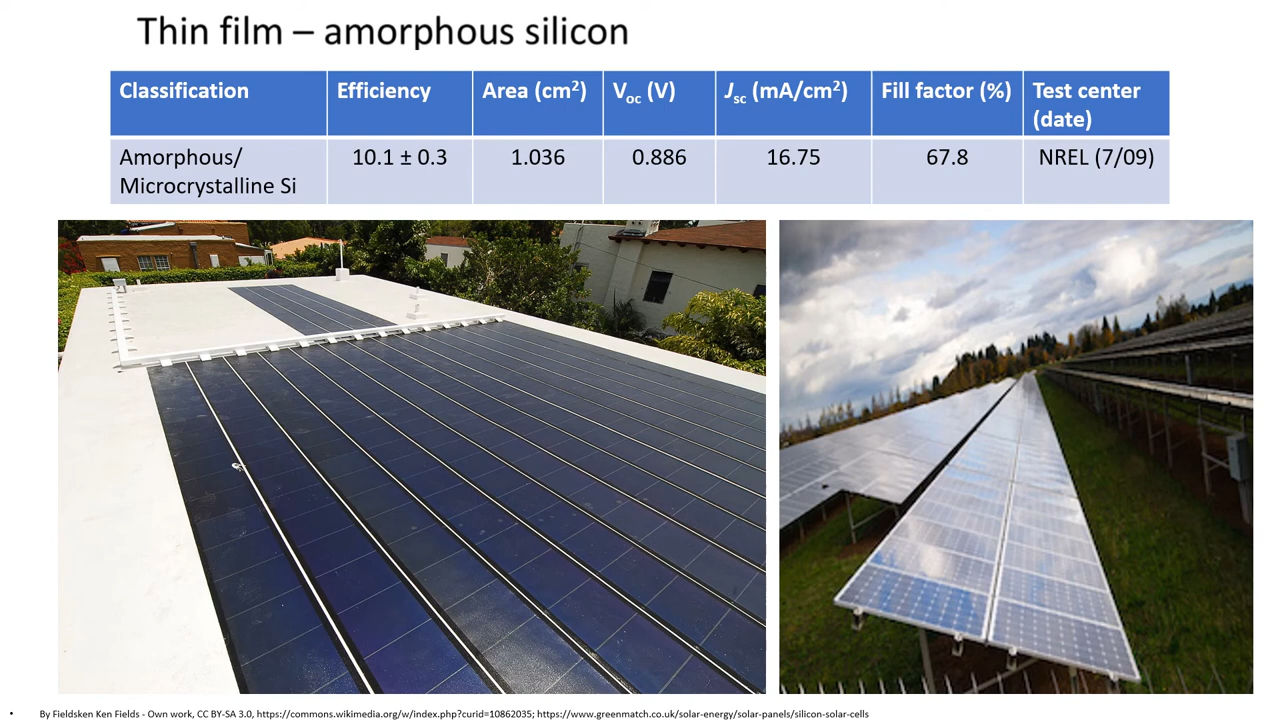 Thin film – amorphous silicon
Classification Efficiency Area (cm²) Voc (V) Jsc (mA/cm²) Fill factor (%) Test center (date)
Amorphous/ 10.1 ± 0.3 1.036 0.886 16.75 67.8 NREL (7/09)
Microcrystalline Si
• By Fieldsken Ken Fields - Own work, CC BY-SA 3.0, https://commons.wikimedia.org/w/index.php?curid=10862035; https://www.greenmatch.co.uk/solar-energy/solar-panels/silicon-solar-cells